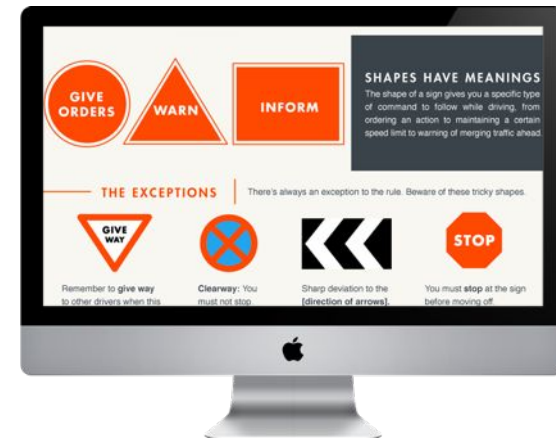 GIVE
ORDERS
WARN
INFORM
SHAPES HAVE MEANINGS
The shape of a sign gives you a specific type
of command to follow while driving, from
ordering an action to maintaining a certain
speed limit to warning of merging traffic ahead.
THE EXCEPTIONS
There's always an exception to the rule. Beware of these tricky shapes.
GIVE
WAY
STOP
Remember to give way
to other drivers when this
Clearway: You
must not stop.
Sharp deviation to the
[direction of arrows].
You must stop at the sign
before moving off.